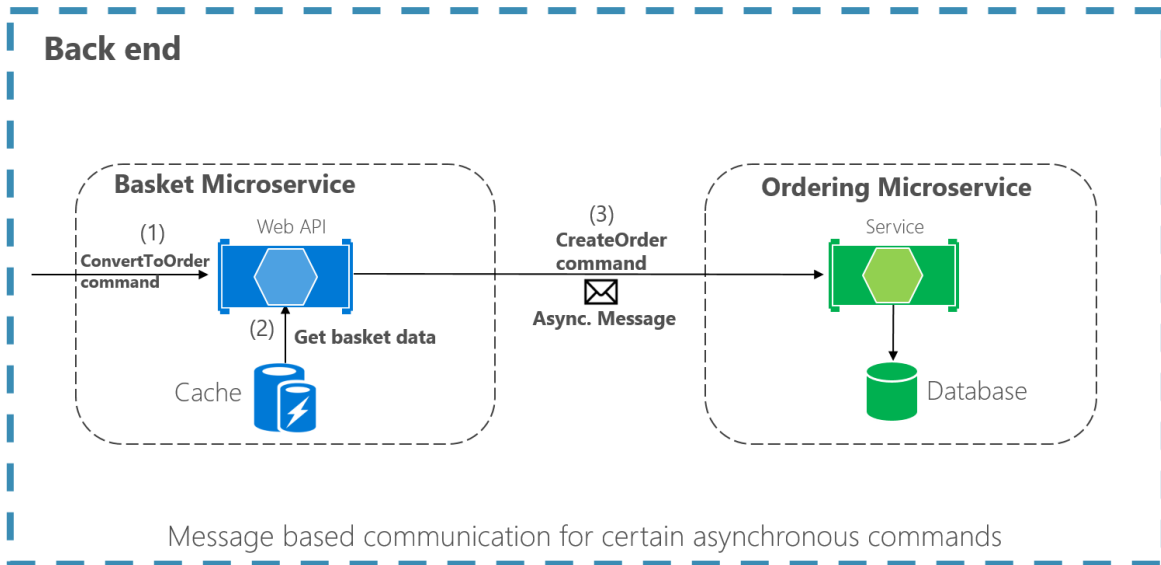 Back end
Basket Microservice
Ordering Microservice
Web API
Service
(1)
ConvertToOrder
command
(2)
Get basket data
Cache
(3)
CreateOrder
command
Async. Message
Database
Message based communication for certain asynchronous commands